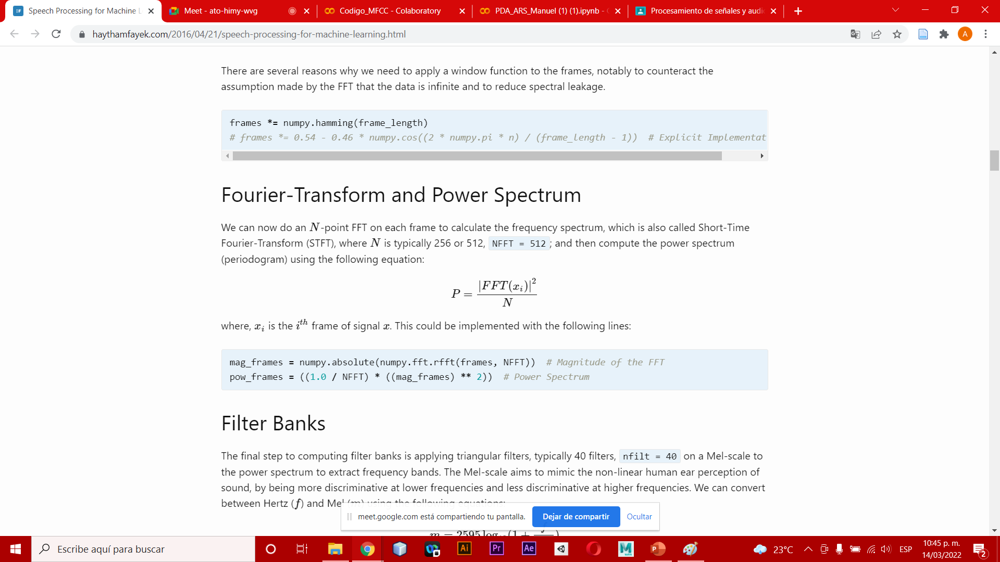 Speech Processing for Machine L
Meet - ato-himy-wvg
Codigo_MFCC - Colaboratory
PDA_ARS_Manuel (1) (1).ipynb -
Procesamiento de señales y audi
haythamfayek.com/2016/04/21/speech-processing-for-machine-learning.html
A
There are several reasons why we need to apply a window function to the frames, notably to counteract the
assumption made by the FFT that the data is infinite and to reduce spectral leakage.
frames *= numpy.hamming(frame_length)
# frames *= 0.54 - 0.46 * numpy.cos((2 * numpy.pi * n) / (frame_length - 1))  # Explicit Implementat
Fourier-Transform and Power Spectrum
We can now do an N-point FFT on each frame to calculate the frequency spectrum, which is also called Short-Time
Fourier-Transform (STFT), where N is typically 256 or 512, NFFT = 512; and then compute the power spectrum
(periodogram) using the following equation:
P = |FFT(x_i)|^2 / N
where, x_i is the i^th frame of signal x. This could be implemented with the following lines:
mag_frames = numpy.absolute(numpy.fft.rfft(frames, NFFT))  # Magnitude of the FFT
pow_frames = ((1.0 / NFFT) * ((mag_frames) ** 2))  # Power Spectrum
Filter Banks
The final step to computing filter banks is applying triangular filters, typically 40 filters, nfilt = 40 on a Mel-scale to
the power spectrum to extract frequency bands. The Mel-scale aims to mimic the non-linear human ear perception of
sound, by being more discriminative at lower frequencies and less discriminative at higher frequencies. We can convert
between Hertz (f) and Mel (m) using the following equations:
meet.google.com está compartiendo tu pantalla.
Dejar de compartir
Ocultar
m = 2595 log (1 +
Escribe aquí para buscar
Ai
Pr
Ae
MAYA
P
23°C
ESP
10:45 p. m.
14/03/2022
2